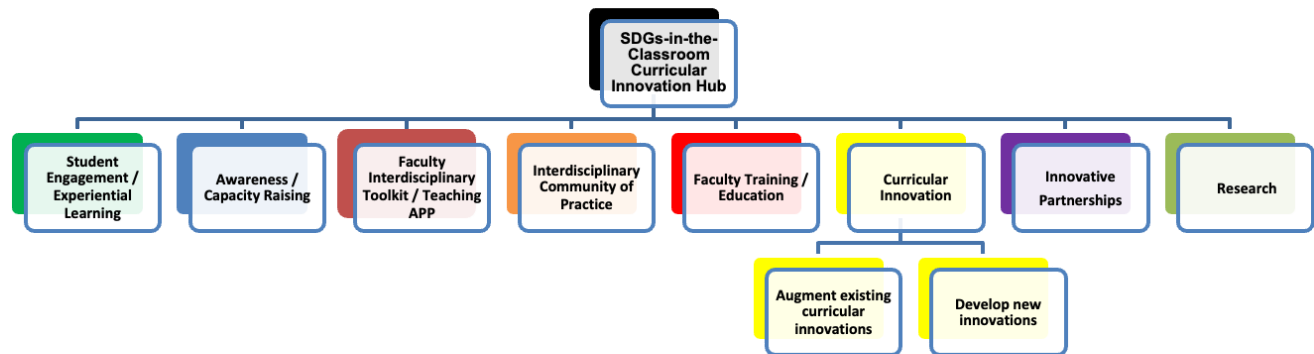 SDGs-in-the-
Classroom
Curricular
Innovation Hub
Student
Engagement /
Experiential
Learning
Awareness /
Capacity Raising
Faculty
Interdisciplinary
Toolkit / Teaching
APP
Interdisciplinary
Community of
Practice
Faculty Training /
Education
Curricular
Innovation
Innovative
Partnerships
Research
Augment existing
curricular
innovations
Develop new
innovations